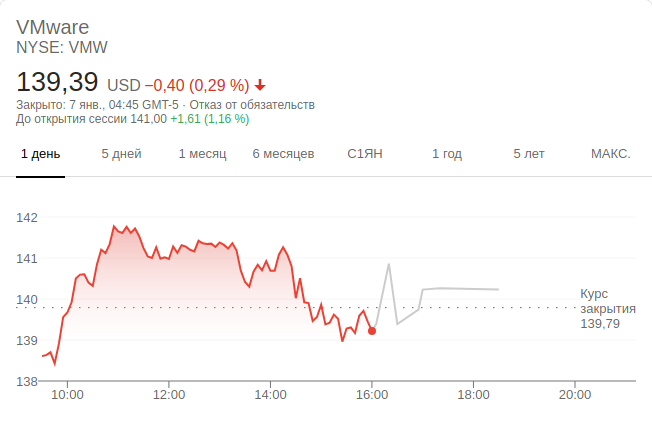 VMware
NYSE: VMW
139,39 USD −0,40 (0,29 %)
Закрыто: 7 янв., 04:45 GMT-5 · Отказ от обязательств
До открытия сессии 141,00 +1,61 (1,16 %)
1 день 5 дней 1 месяц 6 месяцев С1ЯН 1 год 5 лет МАКС.
142
141
140
139
138
Курс
закрытия
139,79
10:00 12:00 14:00 16:00 18:00 20:00